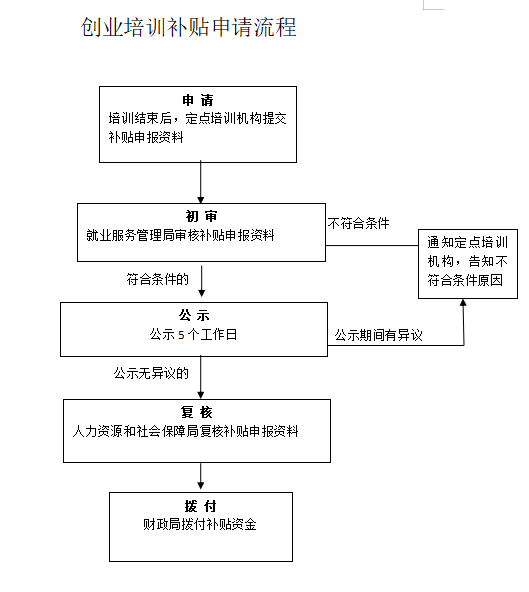 创业培训补贴申请流程
申 请
培训结束后，定点培训机构提交
补贴申报资料
初 审
就业服务管理局审核补贴申报资料
不符合条件
通知定点培训
机构，告知不
符合条件原因
符合条件的
公 示
公示 5 个工作日
公示期间有异议
公示无异议的
复 核
人力资源和社会保障局复核补贴申报资料
拨 付
财政局拨付补贴资金